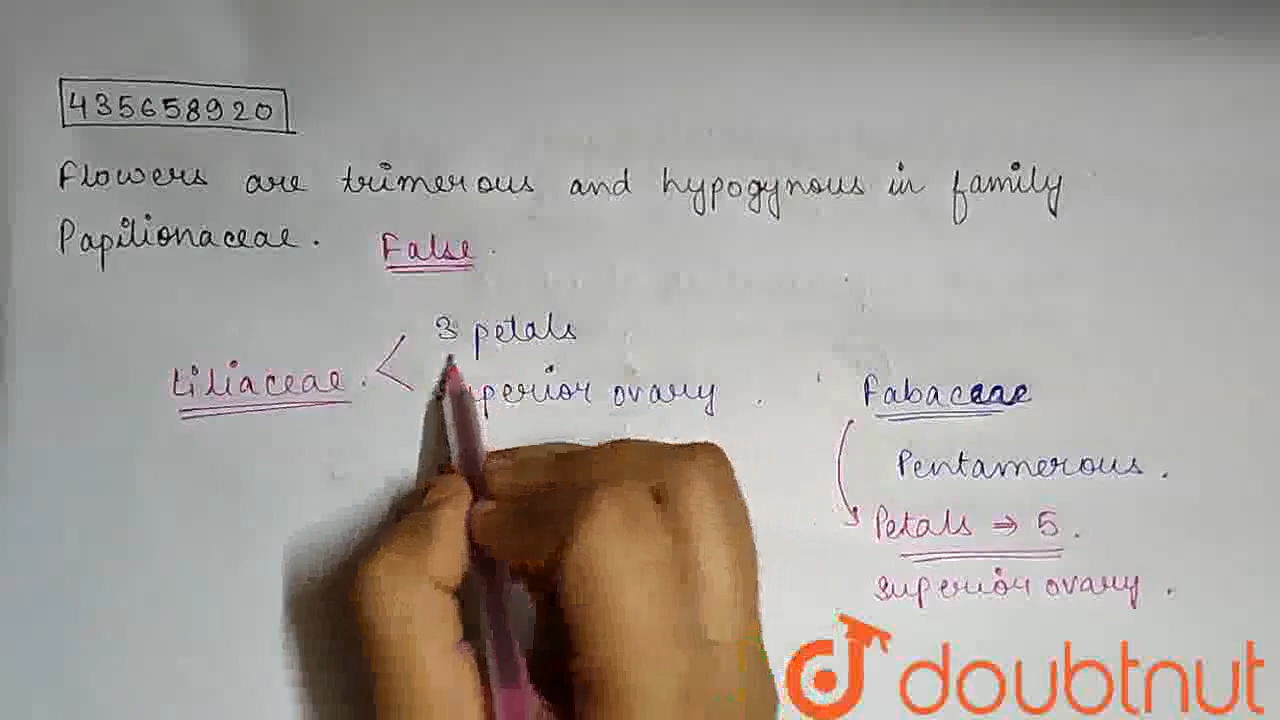 435658920
Flowers are trimerous and hypogynous in family
Papilionaceae. False.
3 petals
Liliaceae.
superior ovary.
Fabaceae
Pentamerous.
Petals ⇒ 5.
superior ovary.
doubtnut